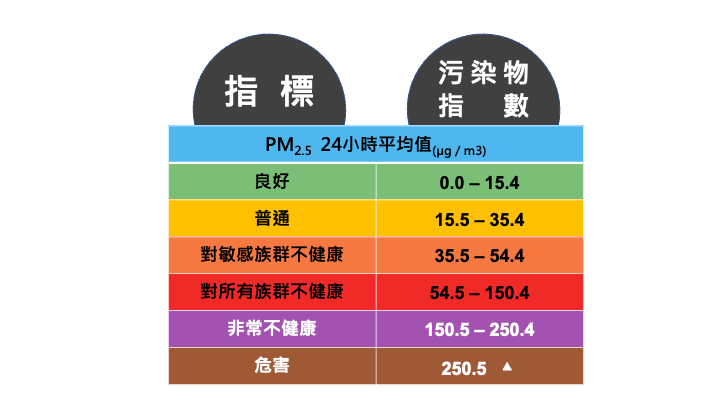 指標
污染物
指數
PM2.5 24小時平均值(μg / m3)
良好 0.0 – 15.4
普通 15.5 – 35.4
對敏感族群不健康 35.5 – 54.4
對所有族群不健康 54.5 – 150.4
非常不健康 150.5 – 250.4
危害 250.5 ▲